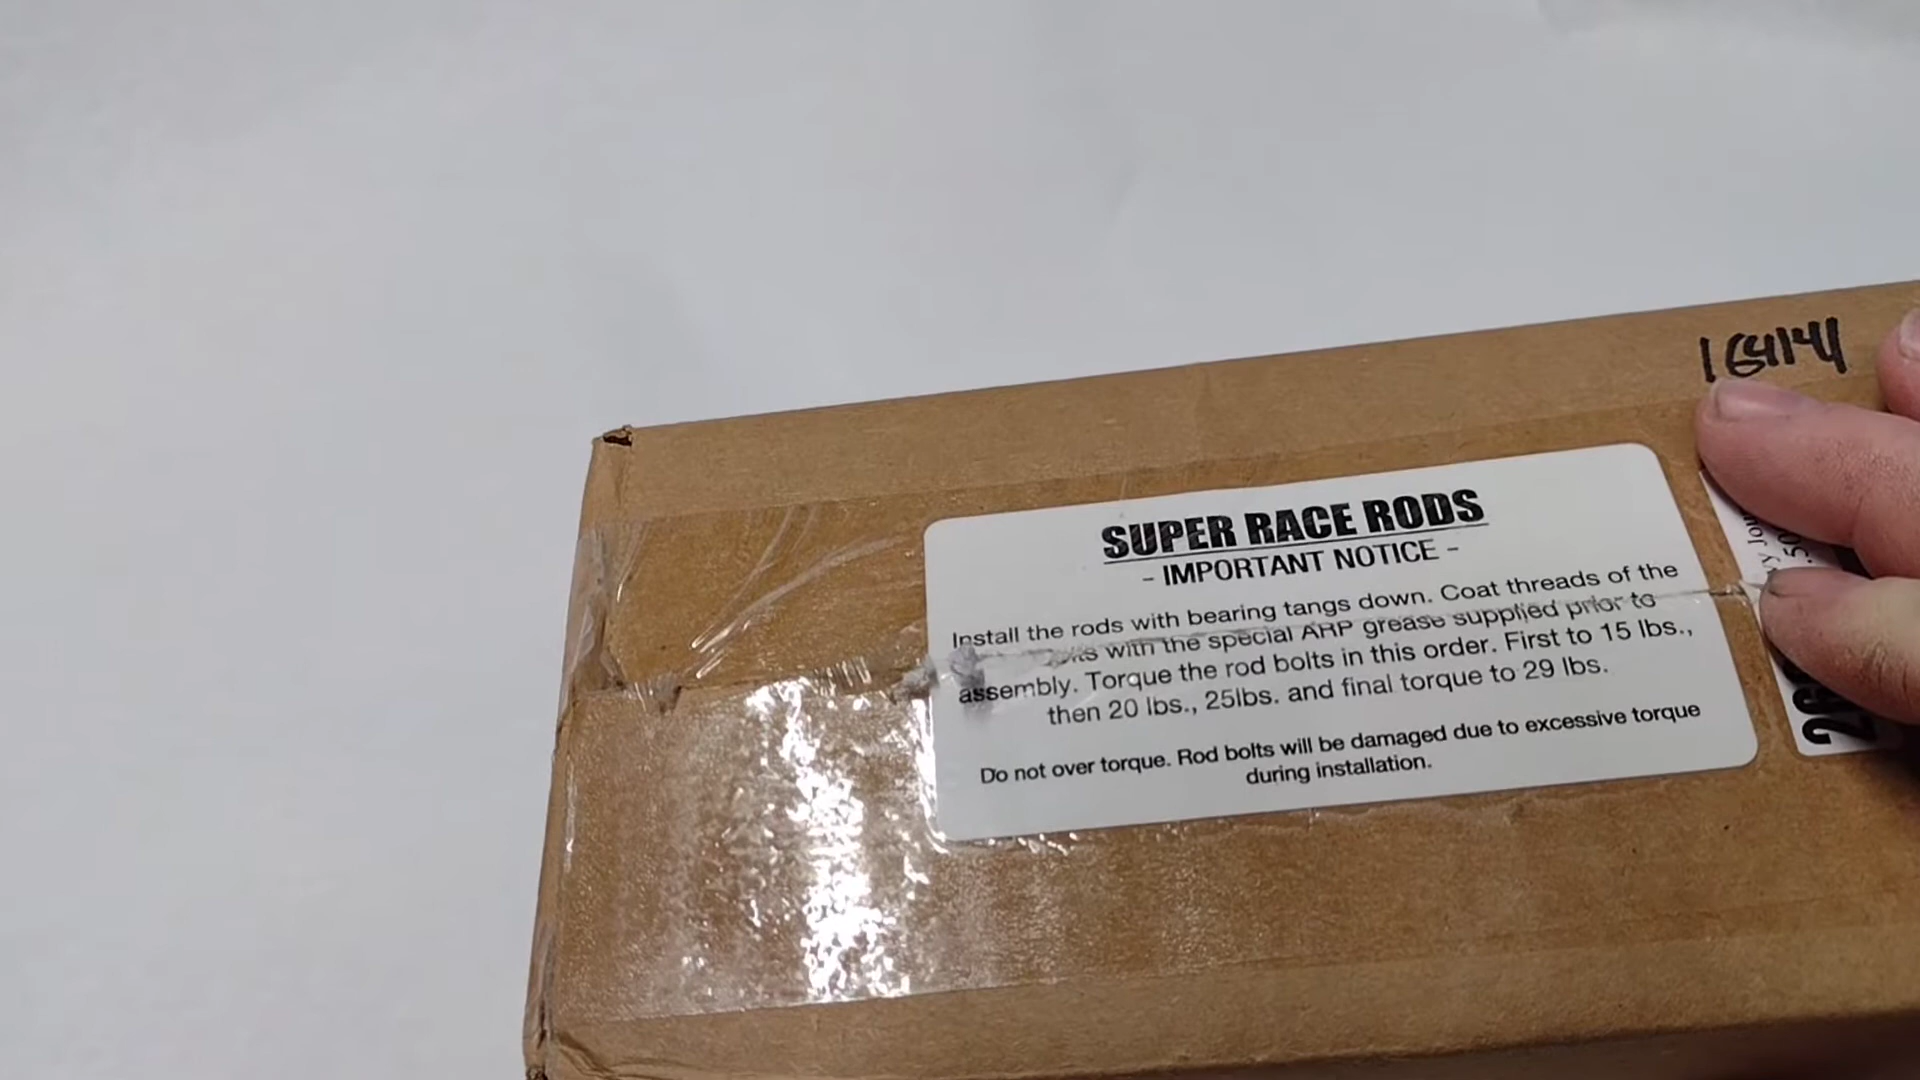 SUPER RACE RODS
- IMPORTANT NOTICE -
Install the rods with bearing tangs down. Coat threads of the
with the special ARP grease supplied prior to
assembly. Torque the rod bolts in this order. First to 15 lbs.,
then 20 lbs., 25lbs. and final torque to 29 lbs.
Do not over torque. Rod bolts will be damaged due to excessive torque
during installation.